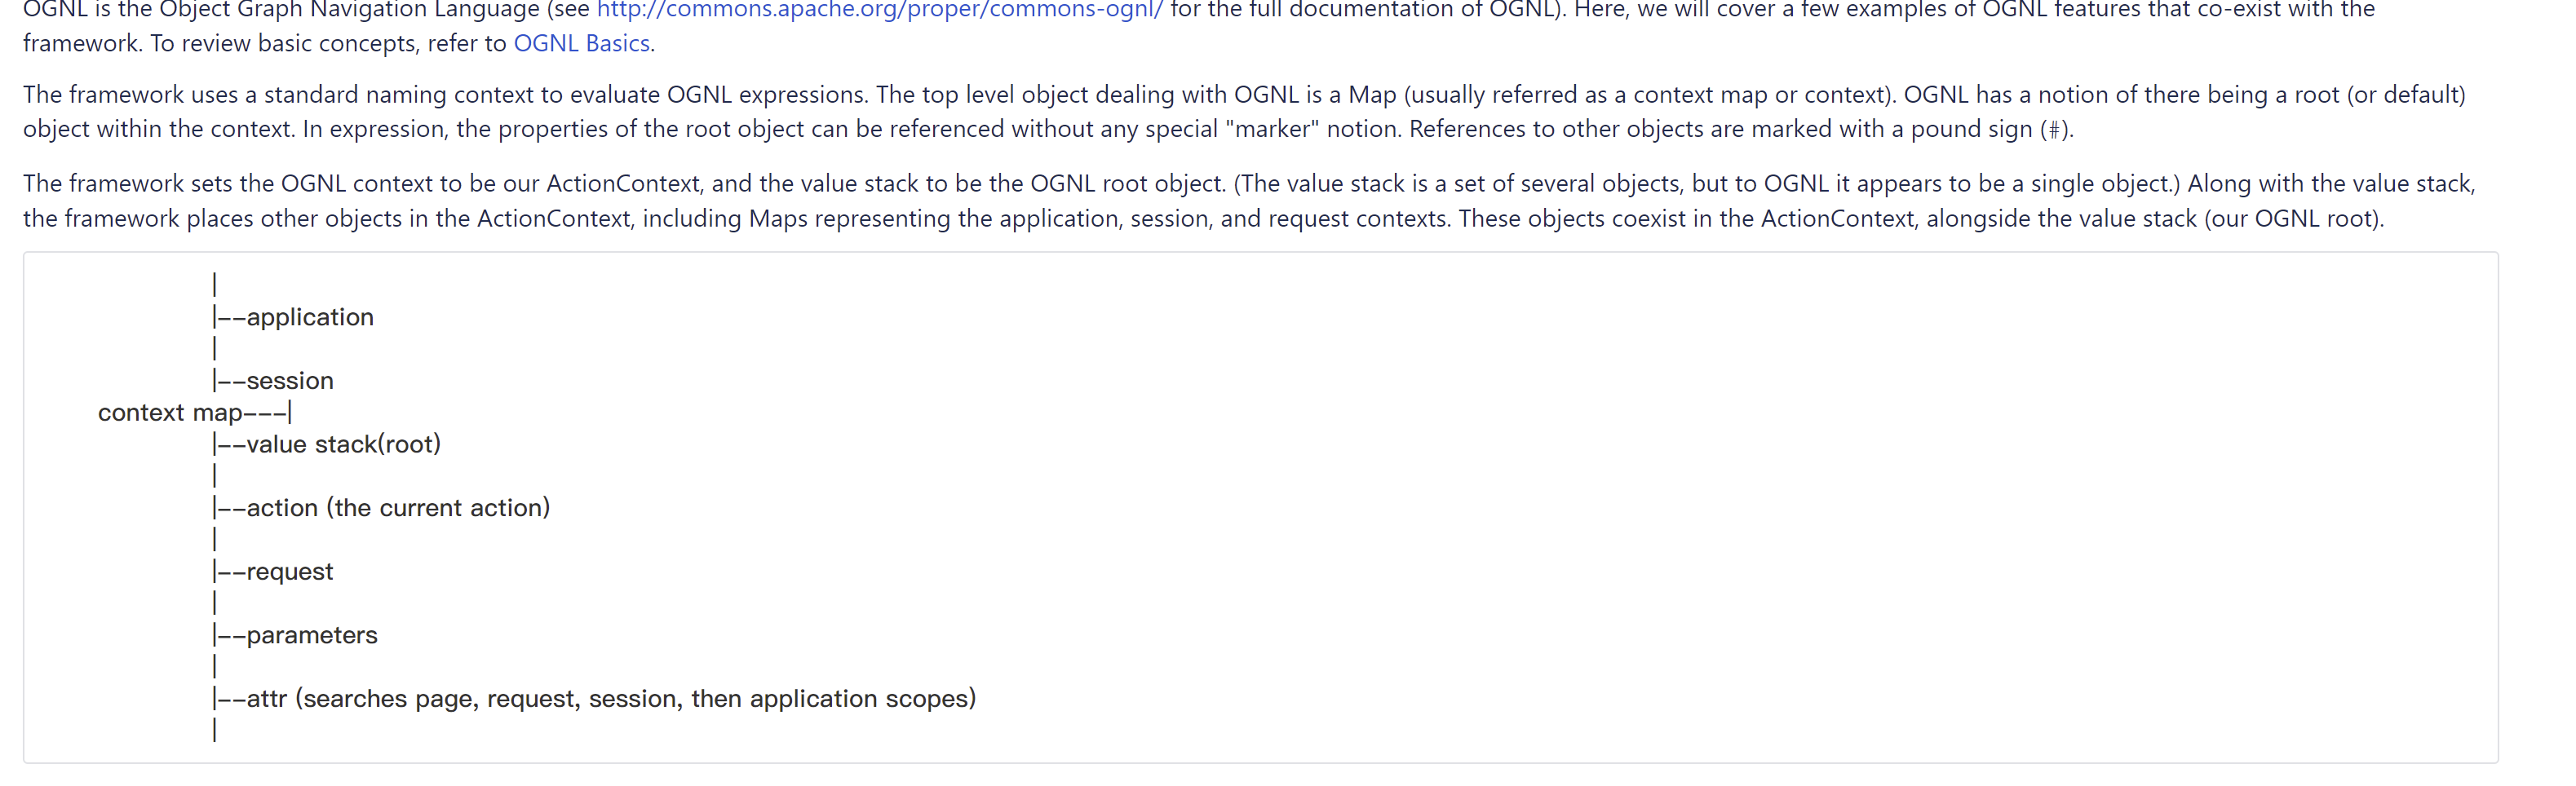 OGNL is the Object Graph Navigation Language (see http://commons.apache.org/proper/commons-ognl/ for the full documentation of OGNL). Here, we will cover a few examples of OGNL features that co-exist with the
framework. To review basic concepts, refer to OGNL Basics.
The framework uses a standard naming context to evaluate OGNL expressions. The top level object dealing with OGNL is a Map (usually referred as a context map or context). OGNL has a notion of there being a root (or default)
object within the context. In expression, the properties of the root object can be referenced without any special "marker" notion. References to other objects are marked with a pound sign (#).
The framework sets the OGNL context to be our ActionContext, and the value stack to be the OGNL root object. (The value stack is a set of several objects, but to OGNL it appears to be a single object.) Along with the value stack,
the framework places other objects in the ActionContext, including Maps representing the application, session, and request contexts. These objects coexist in the ActionContext, alongside the value stack (our OGNL root).
|
|--application
|
|--session
context map---|
|--value stack(root)
|
|--action (the current action)
|
|--request
|
|--parameters
|
|--attr (searches page, request, session, then application scopes)
|